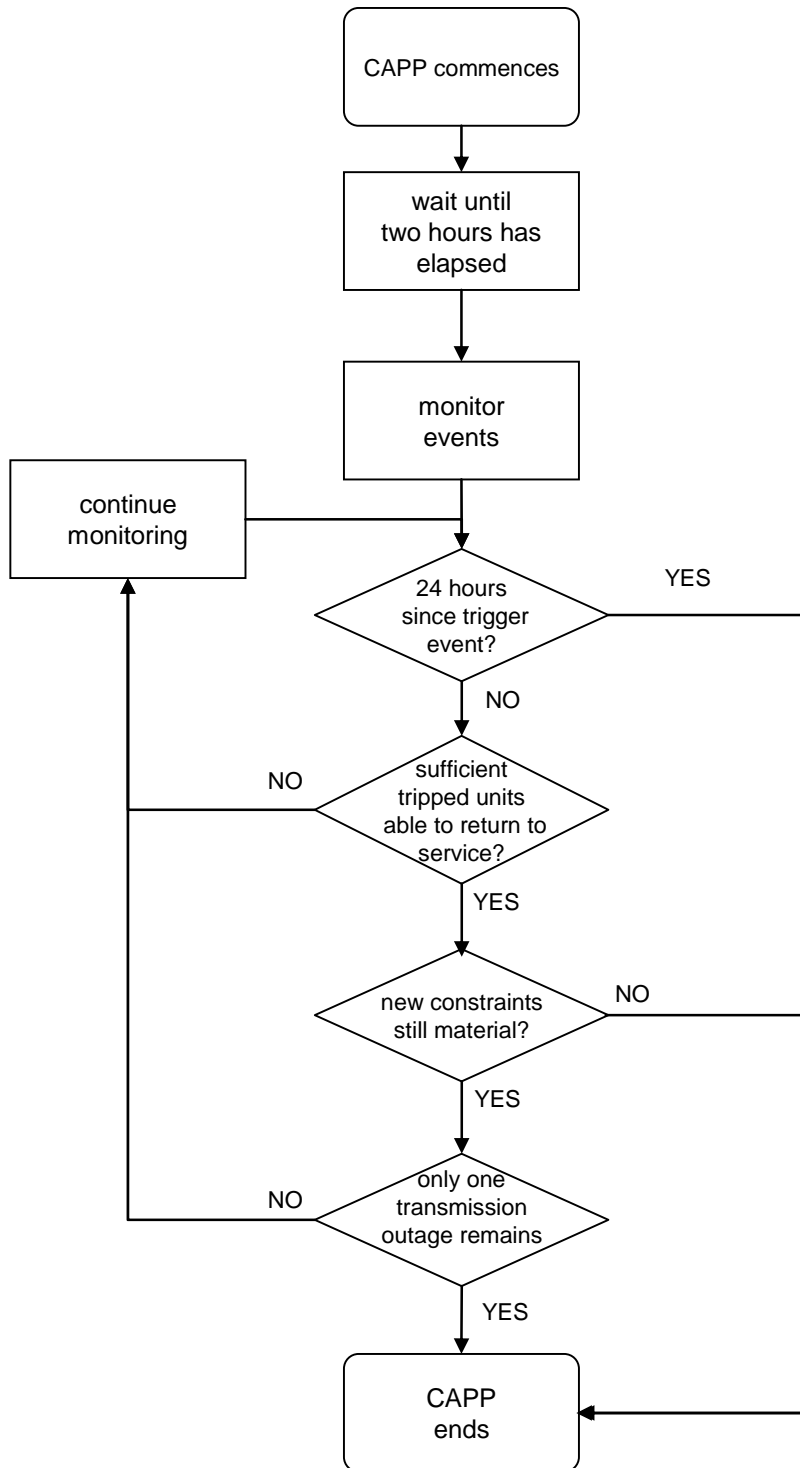 CAPP commences
wait until
two hours has
elapsed
monitor
events
continue
monitoring
24 hours
since trigger
event?
YES
NO
NO
sufficient
tripped units
able to return to
service?
YES
new constraints
still material?
NO
YES
NO
only one
transmission
outage remains
YES
CAPP
ends